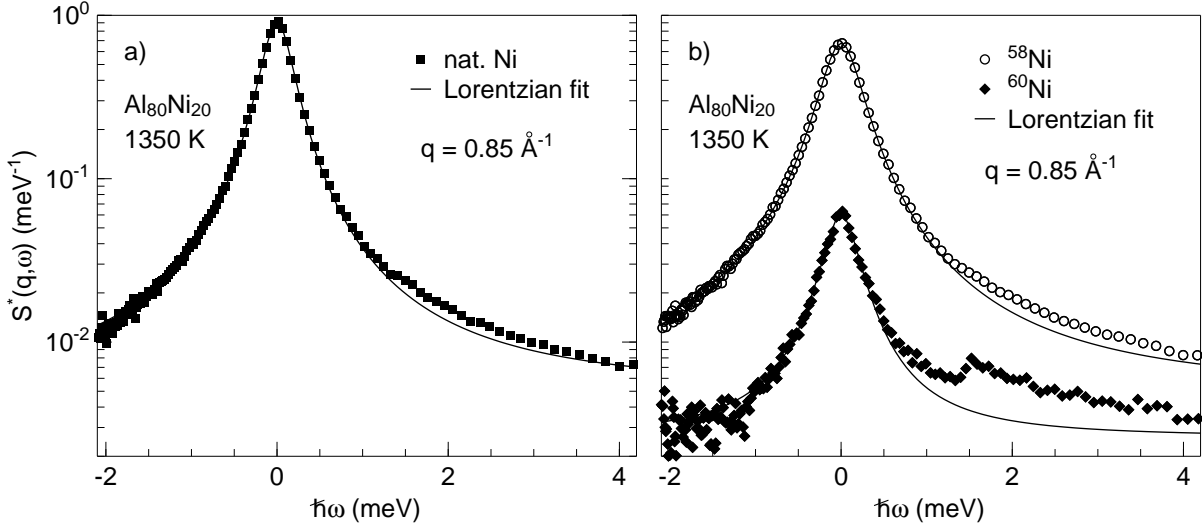 a)
nat. Ni
Lorentzian fit
Al80Ni20
1350 K
q = 0.85 Å-1
S*(q,ω) (meV-1)
10^0
10^-1
10^-2
-2 0 2 4
ħω (meV)
b)
58Ni
60Ni
Lorentzian fit
Al80Ni20
1350 K
q = 0.85 Å-1
-2 0 2 4
ħω (meV)